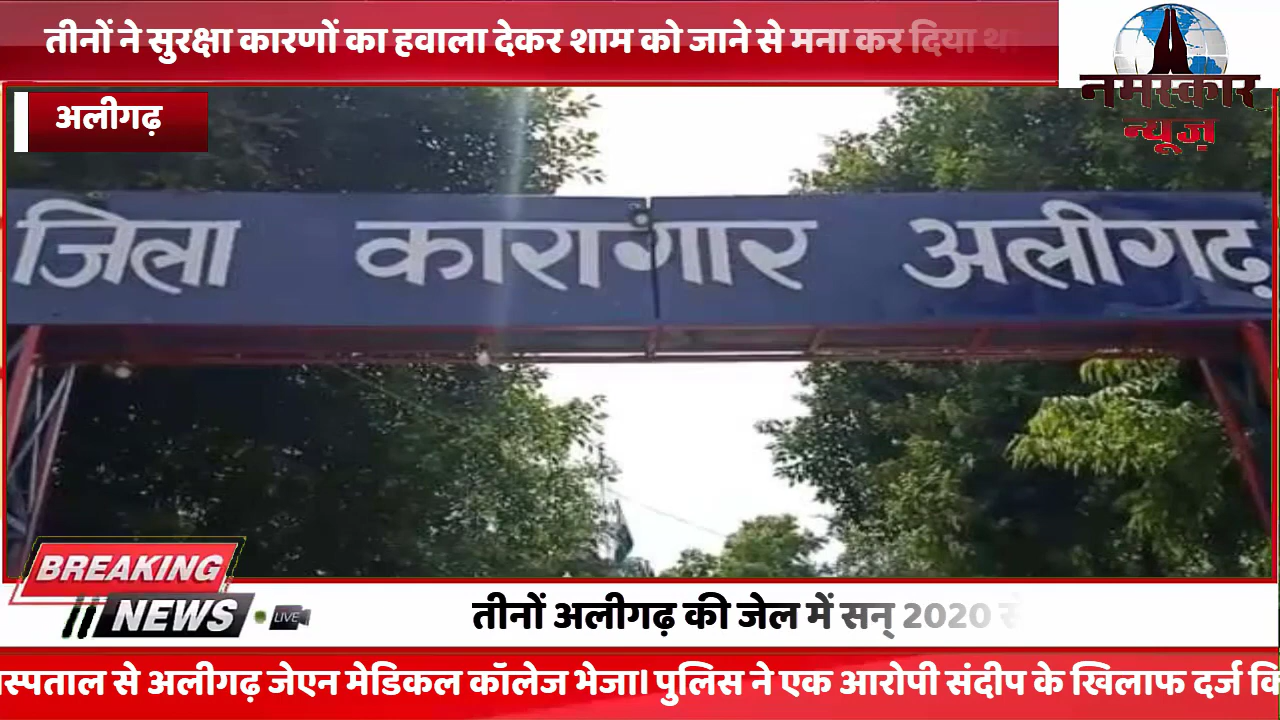 तीनों ने सुरक्षा कारणों का हवाला देकर शाम को जाने से मना कर दिया था
नमस्कार
न्यूज़
अलीगढ़
जिला कारागार अलीगढ़
BREAKING
NEWS
LIVE
तीनों अलीगढ़ की जेल में सन् 2020 से
स्पताल से अलीगढ़ जेएन मेडिकल कॉलेज भेजा। पुलिस ने एक आरोपी संदीप के खिलाफ दर्ज कि